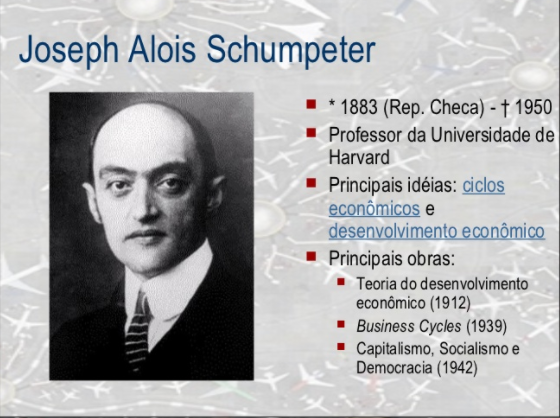 Joseph Alois Schumpeter
* 1883 (Rep. Checa) - † 1950
Professor da Universidade de
Harvard
Principais idéias: ciclos
econômicos e
desenvolvimento econômico
Principais obras:
Teoria do desenvolvimento
econômico (1912)
Business Cycles (1939)
Capitalismo, Socialismo e
Democracia (1942)